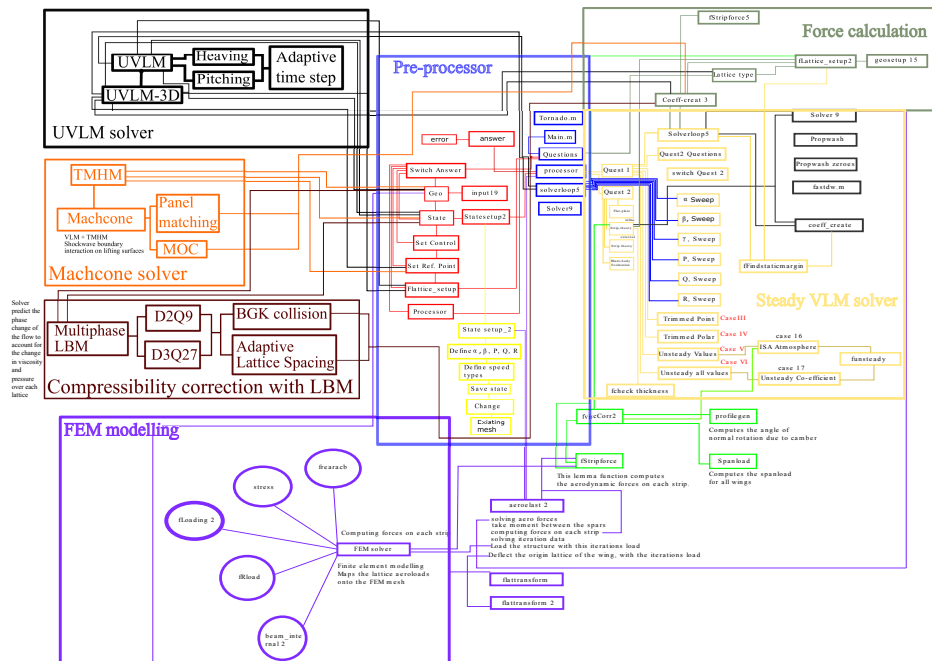 fStripforce5
Force calculation
fLattice_setup2
geosetup 15
Lattice type
Coeff-creat 3
UVLM
Heaving
Pitching
Adaptive
time step
UVLM-3D
UVLM solver
Pre-processor
Tornado.m
Main.m
error
answer
Questions
processor
solverloop5
Solver9
Switch Answer
Geo
input19
State
Statesetup2
Set Control
Set Ref. Point
Flattice_setup
Processor
State setup_2
Define α, β, P, Q, R
Define speed
types
Save state
Change
Existing
mesh
Solverloop5
Quest2 Questions
Quest 1
switch Quest 2
Quest 2
α Sweep
β, Sweep
γ, Sweep
P, Sweep
Q, Sweep
R, Sweep
Solver 9
Propwash
Propwash zeroes
fastdw.m
coeff_create
fFindstaticmargin
Steady VLM solver
Trimmed Point
Case III
Trimmed Polar
Case IV
Unsteady Values
Case V
Case VI
Unsteady all values
case 16
ISA Atmosphere
case 17
funsteady
Unsteady Co-efficient
fcheck thickness
TMHM
Machcone
Panel
matching
MOC
VLM + TMHM
Shockwave boundary
interaction on lifting surfaces
Machcone solver
Solver
predict the
phase
change of
the flow to
account for
the change
in viscosity
and
pressure
over each
lattice
Multiphase
LBM
D2Q9
D3Q27
BGK collision
Adaptive
Lattice Spacing
Compressibility correction with LBM
FEM modelling
frearacb
stress
fLoading 2
fRload
beam_inte
rnal 2
Computing forces on each strip
FEM solver
Finite element modelling
Maps the lattice aeroloads
onto the FEM mesh
profilegen
Computes the angle of
normal rotation due to camber
fStripforce
This lemma function computes
the aerodynamic forces on each strip.
Spanload
Computes the spanload
for all wings
aeroelast 2
solving aero forces
take moment between the spars
computing forces on each strip
solving iteration data
Load the structure with this iterations load
Deflect the origin lattice of the wing, with the iterations load
flattransform
flattransform 2